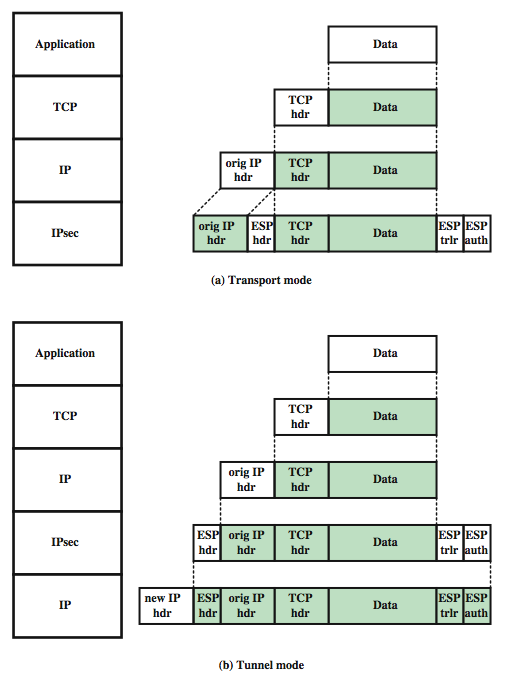 Application
Data
TCP
TCP
hdr
Data
IP
orig IP
hdr
TCP
hdr
Data
IPsec
orig IP
hdr
ESP
hdr
TCP
hdr
Data
ESP
trlr
ESP
auth
(a) Transport mode
Application
Data
TCP
TCP
hdr
Data
IP
orig IP
hdr
TCP
hdr
Data
IPsec
ESP
hdr
orig IP
hdr
TCP
hdr
Data
ESP
trlr
ESP
auth
IP
new IP
hdr
ESP
hdr
orig IP
hdr
TCP
hdr
Data
ESP
trlr
ESP
auth
(b) Tunnel mode